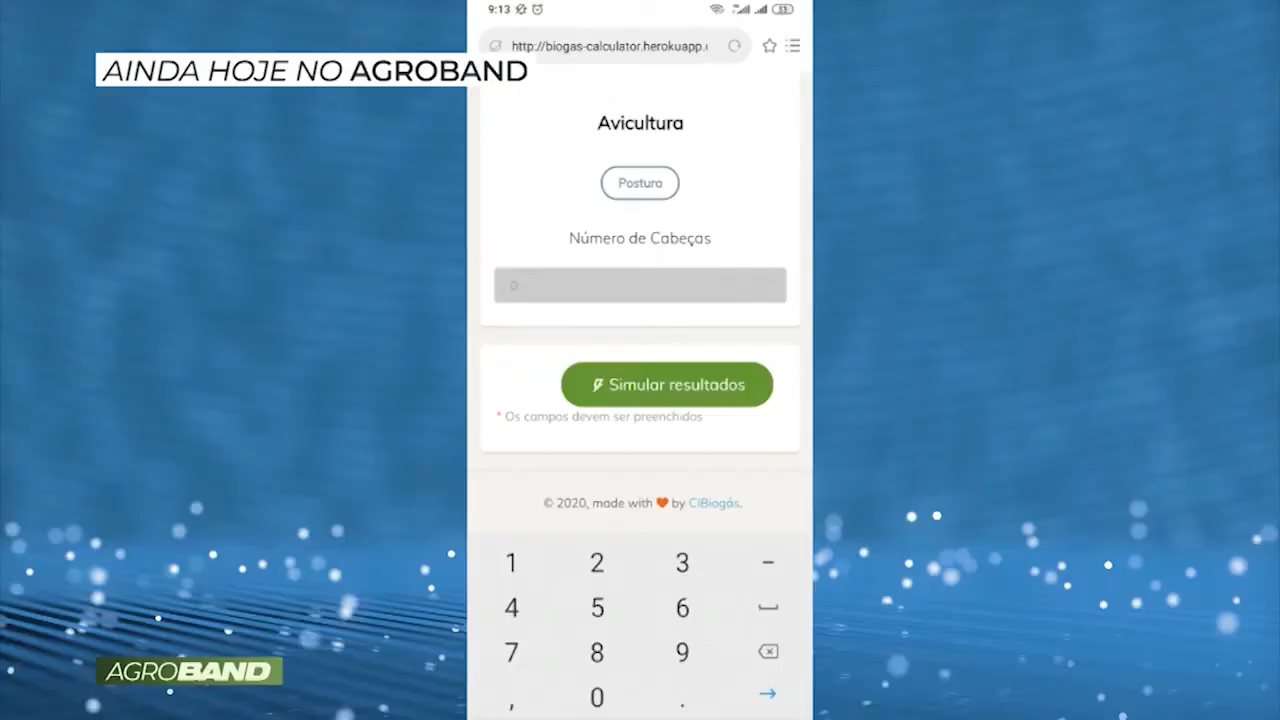 9:13
33
http://biogas-calculator.herokuapp.
AINDA HOJE NO AGROBAND
Avicultura
Postura
Número de Cabeças
0
Simular resultados
* Os campos devem ser preenchidos
© 2020, made with 🧡 by CIBiogás.
1 2 3 -
4 5 6
7 8 9
, 0 .
AGROBAND